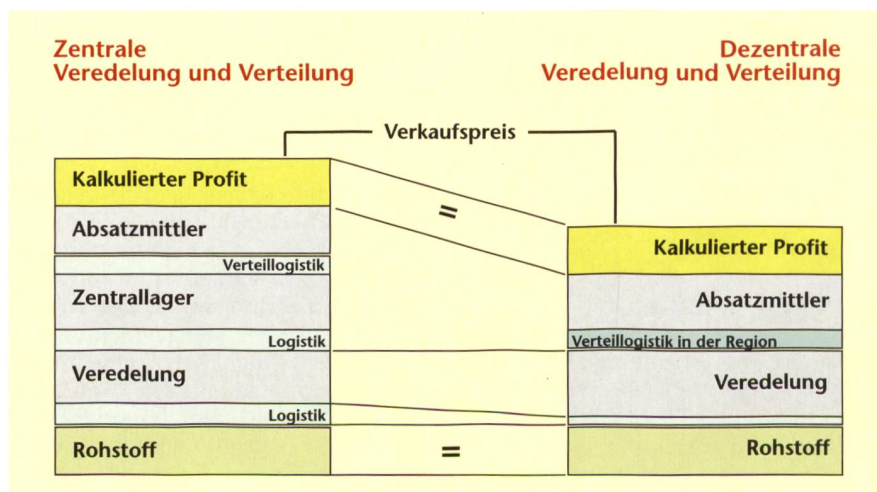 Zentrale
Veredelung und Verteilung
Dezentrale
Veredelung und Verteilung
Verkaufspreis
Kalkulierter Profit
Absatzmittler
Verteillogistik
Zentrallager
Logistik
Veredelung
Logistik
Rohstoff
=
=
Kalkulierter Profit
Absatzmittler
Verteillogistik in der Region
Veredelung
Rohstoff